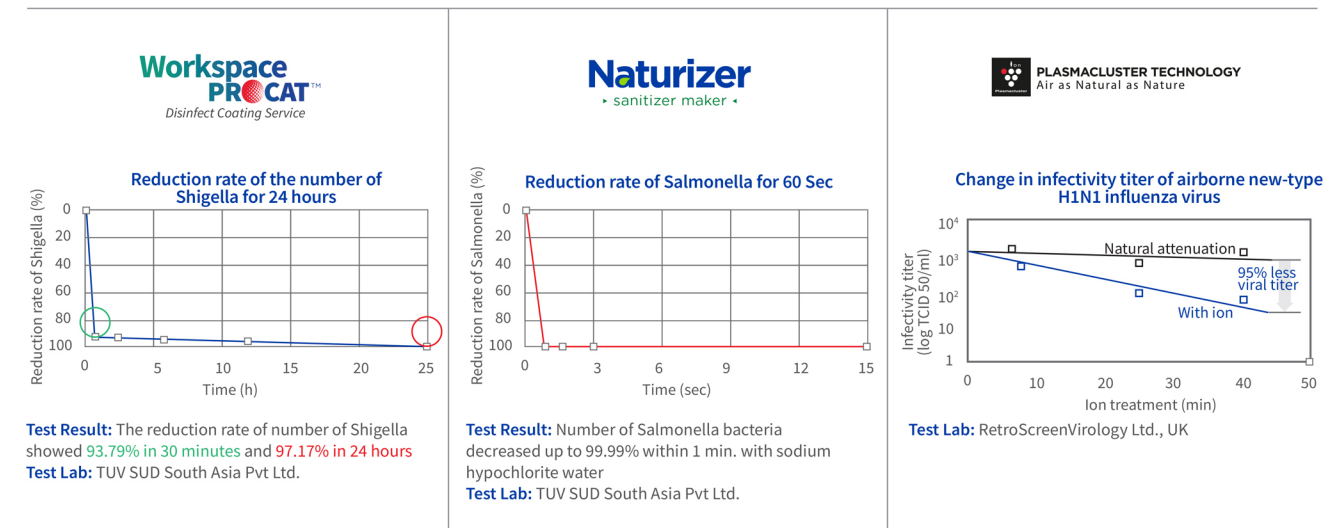 Workspace
PROCAT™
Disinfect Coating Service
Reduction rate of the number of
Shigella for 24 hours
Reduction rate of Shigella (%)
0
20
40
60
80
100
0 5 10 15 20 25
Time (h)
Test Result: The reduction rate of number of Shigella
showed 93.79% in 30 minutes and 97.17% in 24 hours
Test Lab: TUV SUD South Asia Pvt Ltd.
Naturizer
sanitizer maker
Reduction rate of Salmonella for 60 Sec
Reduction rate of Salmonella (%)
0
20
40
60
80
100
0 3 6 9 12 15
Time (sec)
Test Result: Number of Salmonella bacteria
decreased up to 99.99% within 1 min. with sodium
hypochlorite water
Test Lab: TUV SUD South Asia Pvt Ltd.
Ion
Plasmacluster
PLASMACLUSTER TECHNOLOGY
Air as Natural as Nature
Change in infectivity titer of airborne new-type
H1N1 influenza virus
Infectivity titer
(log TCID 50/ml)
10⁴
10³
10²
10
1
Natural attenuation
95% less
viral titer
With ion
0 10 20 30 40 50
Ion treatment (min)
Test Lab: RetroScreenVirology Ltd., UK